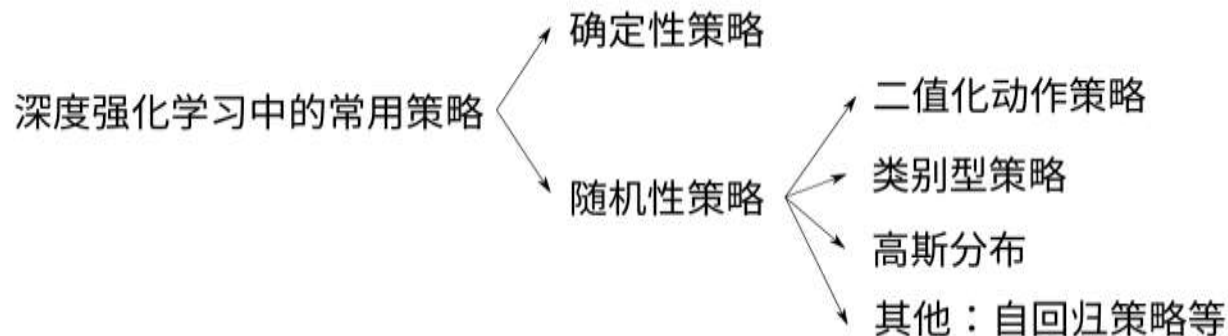 深度强化学习中的常用策略
确定性策略
随机性策略
二值化动作策略
类别型策略
高斯分布
其他：自回归策略等